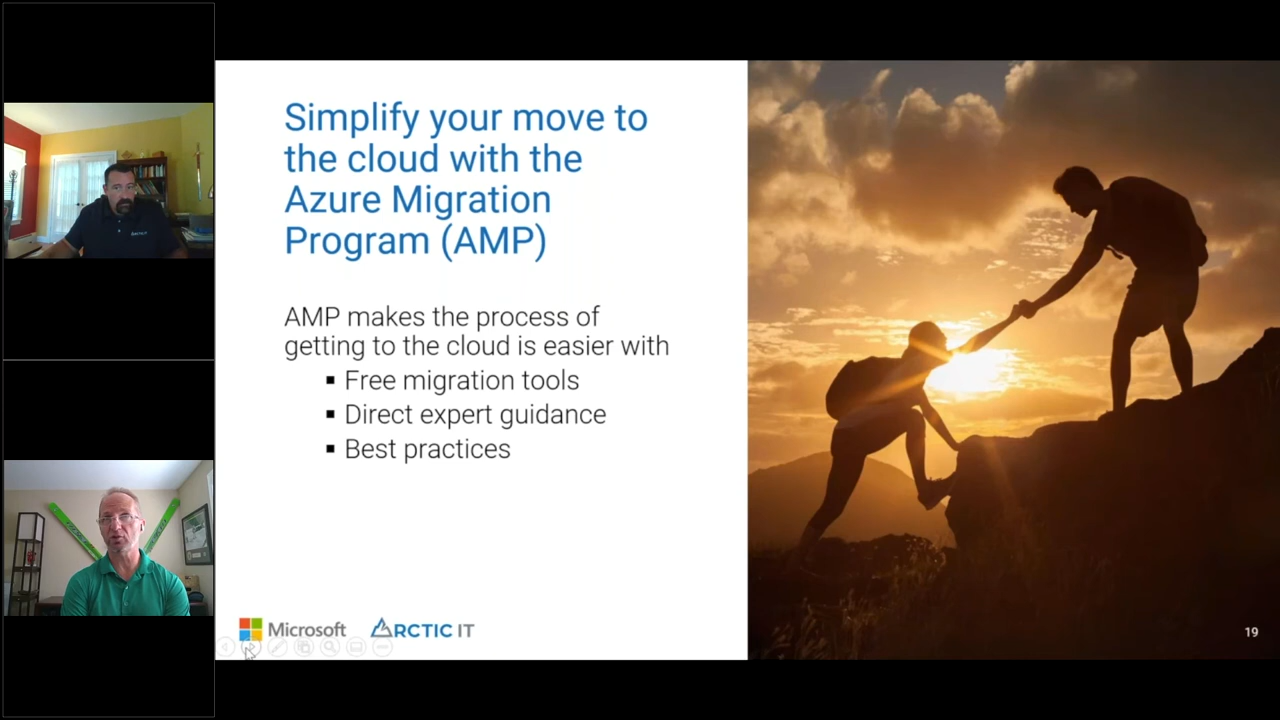 Simplify your move to
the cloud with the
Azure Migration
Program (AMP)
AMP makes the process of
getting to the cloud is easier with
▪ Free migration tools
▪ Direct expert guidance
▪ Best practices
Microsoft
ARCTIC IT
19